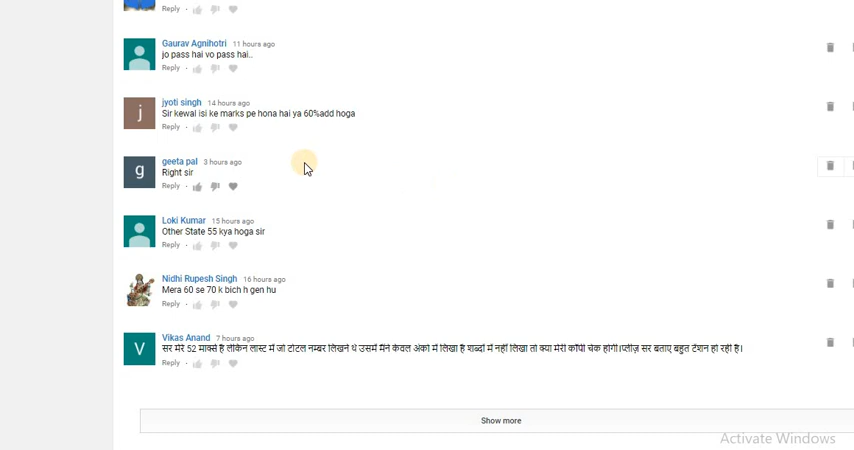 Reply
Gaurav Agnihotri 11 hours ago
jo pass hai vo pass hai..
Reply
j
jyoti singh 14 hours ago
Sir kewal isi ke marks pe hona hai ya 60%add hoga
Reply
g
geeta pal 3 hours ago
Right sir
Reply
Loki Kumar 15 hours ago
Other State 55 kya hoga sir
Reply
Nidhi Rupesh Singh 16 hours ago
Mera 60 se 70 k bich h gen hu
Reply
V
Vikas Anand 7 hours ago
सर मेरे 52 मार्क्स है लेकिन लास्ट में जो टोटल नम्बर लिखने थे उसमें मैंने केवल अंको में लिखा है शब्दों में नहीं लिखा तो क्या मेरी कॉपी चेक होगी।प्लीज़ सर बताए बहुत टेंशन हो रही है।
Reply
Show more
Activate Windows